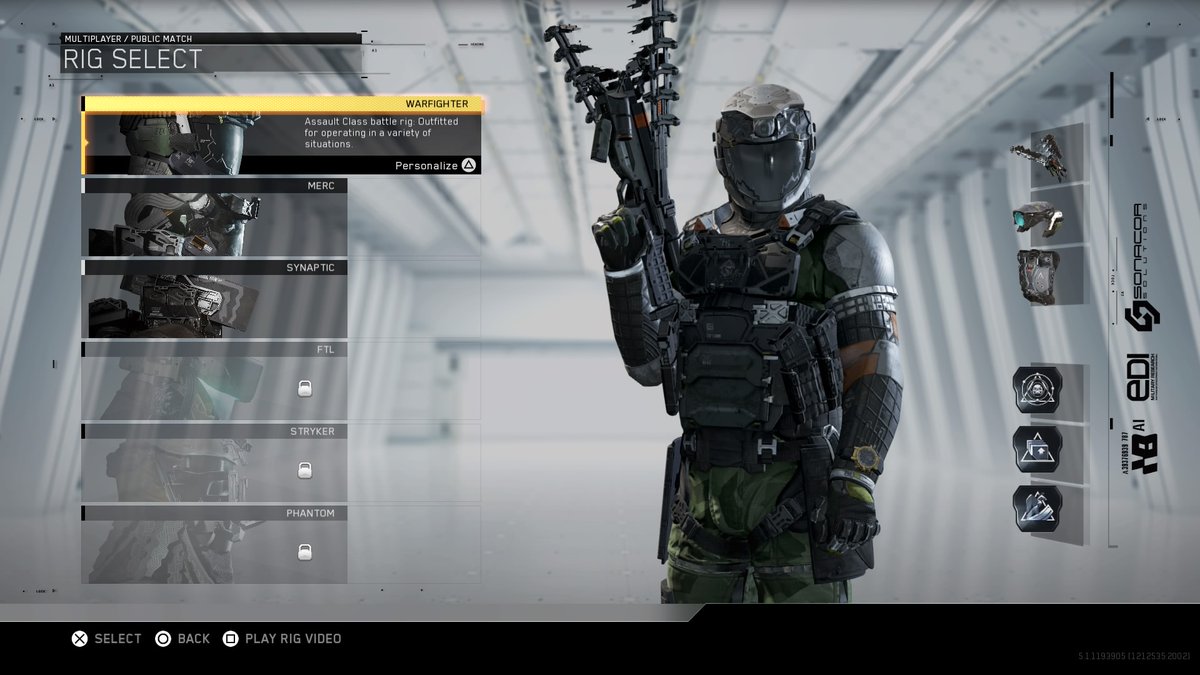 MULTIPLAYER / PUBLIC MATCH
RIG SELECT
WARFIGHTER
Assault Class battle rig. Outfitted
for operating in a variety of
situations.
Personalize
MERC
SYNAPTIC
FTL
STRYKER
PHANTOM
SONACOR
SOLUTIONS
EDI
MILITARY RESEARCH
AI
SELECT
BACK
PLAY RIG VIDEO